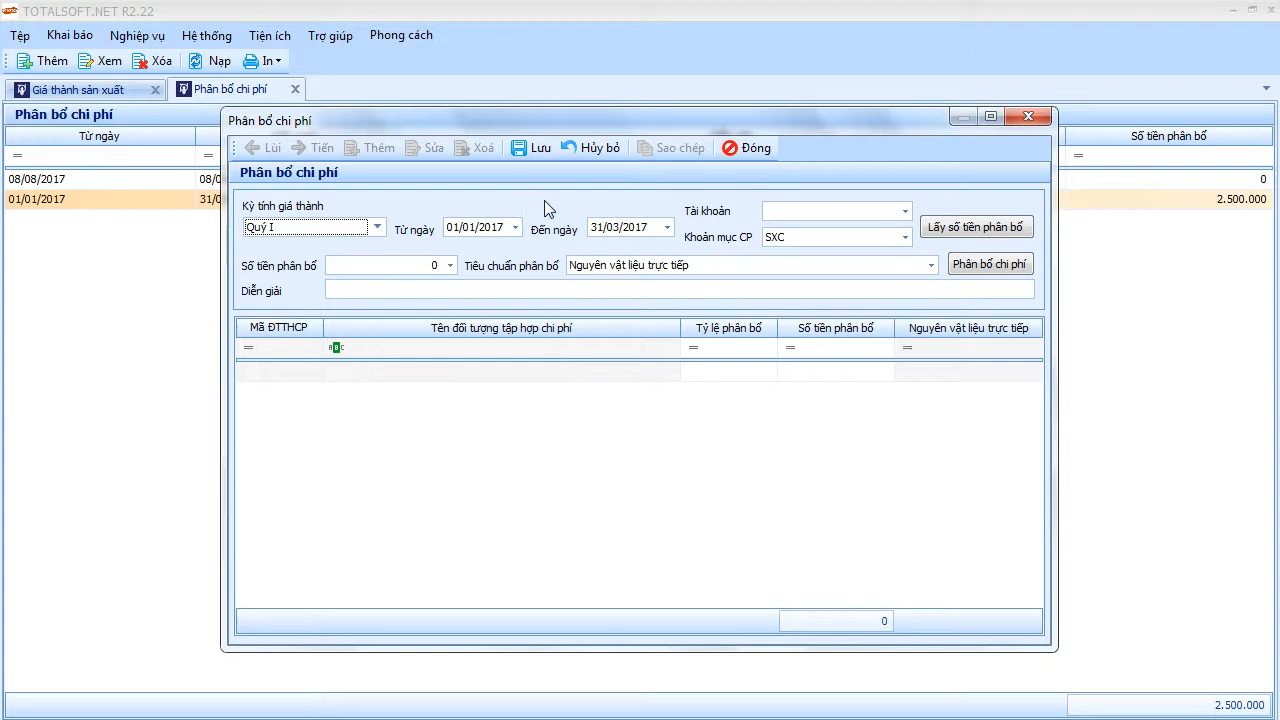 TOTALSOFT.NET R2.22
Tệp Khai báo Nghiệp vụ Hệ thống Tiện ích Trợ giúp Phong cách
Thêm Xem Xóa Nạp In
Giá thành sản xuất Phân bổ chi phí
Phân bổ chi phí
Từ ngày Số tiền phân bổ
= = =
08/08/2017 08/0 0
01/01/2017 31/0 2.500.000
Phân bổ chi phí
Lùi Tiến Thêm Sửa Xoá Lưu Hủy bỏ Sao chép Đóng
Phân bổ chi phí
Kỳ tính giá thành Tài khoản
Quý I Từ ngày 01/01/2017 Đến ngày 31/03/2017 Khoản mục CP SXC Lấy số tiền phân bổ
Số tiền phân bổ 0 Tiêu chuẩn phân bổ Nguyên vật liệu trực tiếp Phân bổ chi phí
Diễn giải
Mã ĐTTHCP Tên đối tượng tập hợp chi phí Tỷ lệ phân bổ Số tiền phân bổ Nguyên vật liệu trực tiếp
= ABC = = =
0
2.500.000